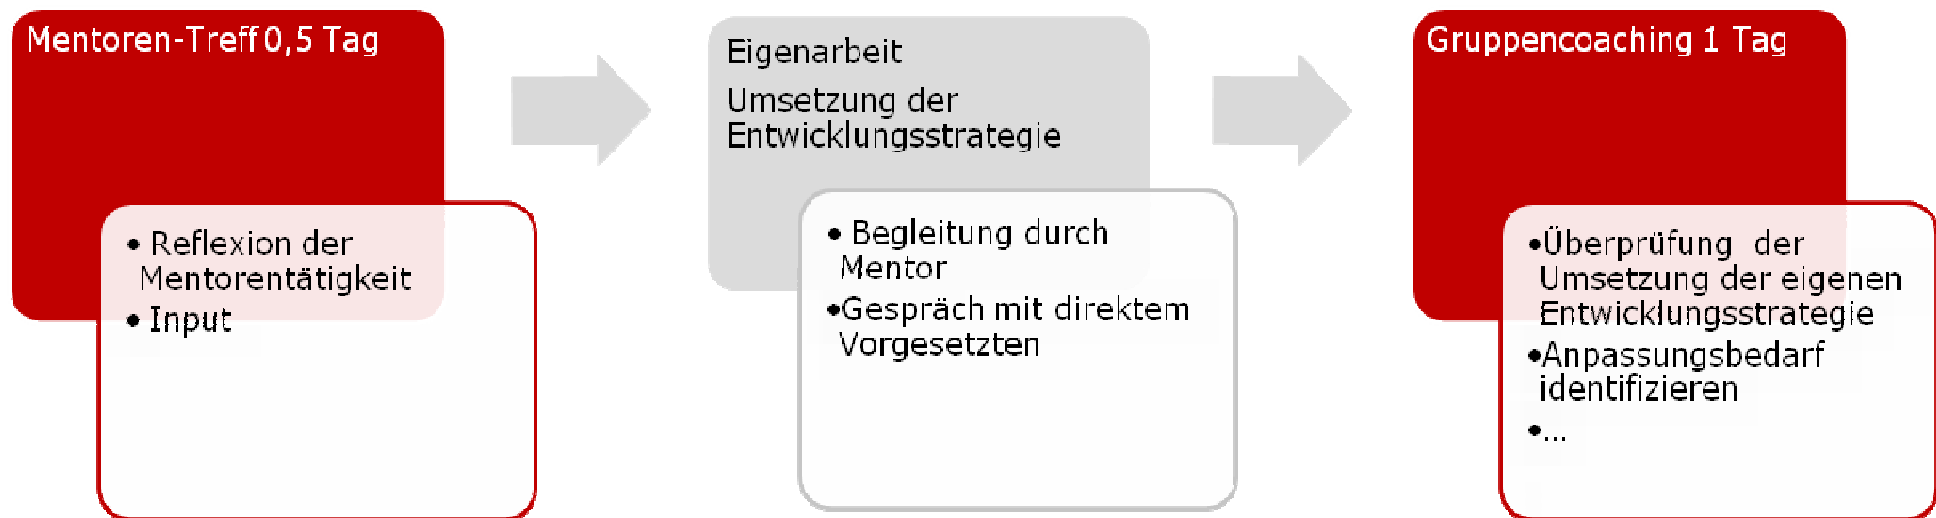 Mentoren-Treff 0,5 Tag
• Reflexion der
Mentorentätigkeit
• Input
Eigenarbeit
Umsetzung der
Entwicklungsstrategie
• Begleitung durch
Mentor
•Gespräch mit direktem
Vorgesetzten
Gruppencoaching 1 Tag
•Überprüfung der
Umsetzung der eigenen
Entwicklungsstrategie
•Anpassungsbedarf
identifizieren
•...